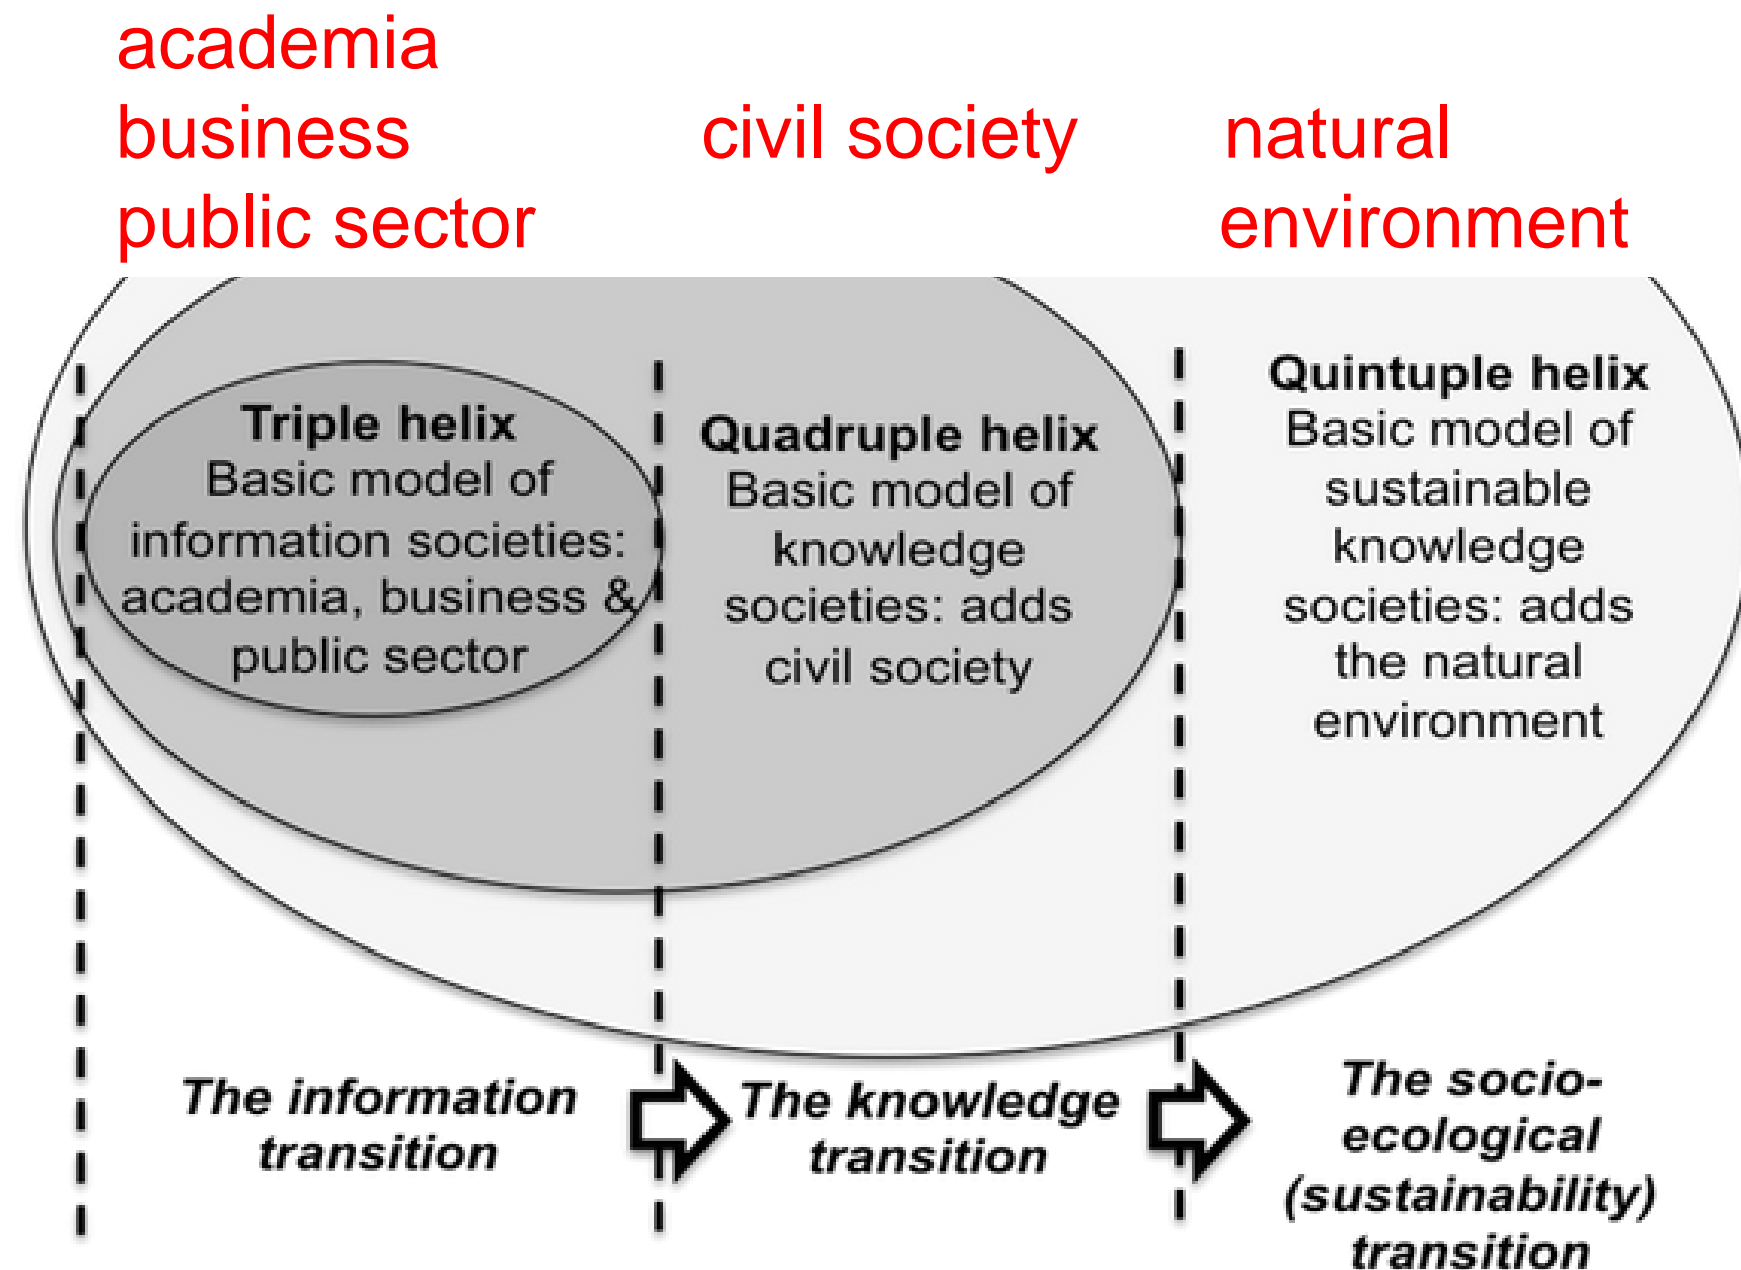 academia
business
public sector
civil society
natural
environment
Triple helix
Basic model of
information societies:
academia, business &
public sector
Quadruple helix
Basic model of
knowledge
societies: adds
civil society
Quintuple helix
Basic model of
sustainable
knowledge
societies: adds
the natural
environment
The information
transition
The knowledge
transition
The socio-
ecological
(sustainability)
transition